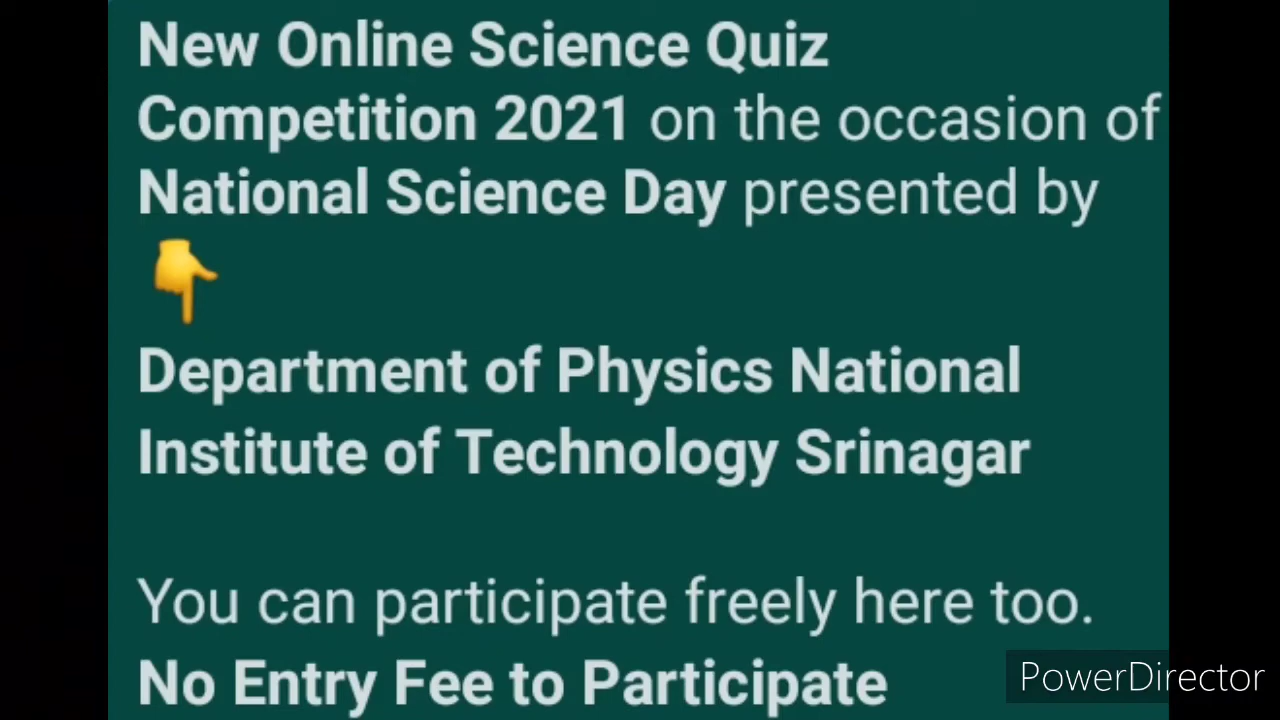 New Online Science Quiz
Competition 2021 on the occasion of
National Science Day presented by
👇
Department of Physics National
Institute of Technology Srinagar
You can participate freely here too.
No Entry Fee to Participate
PowerDirector